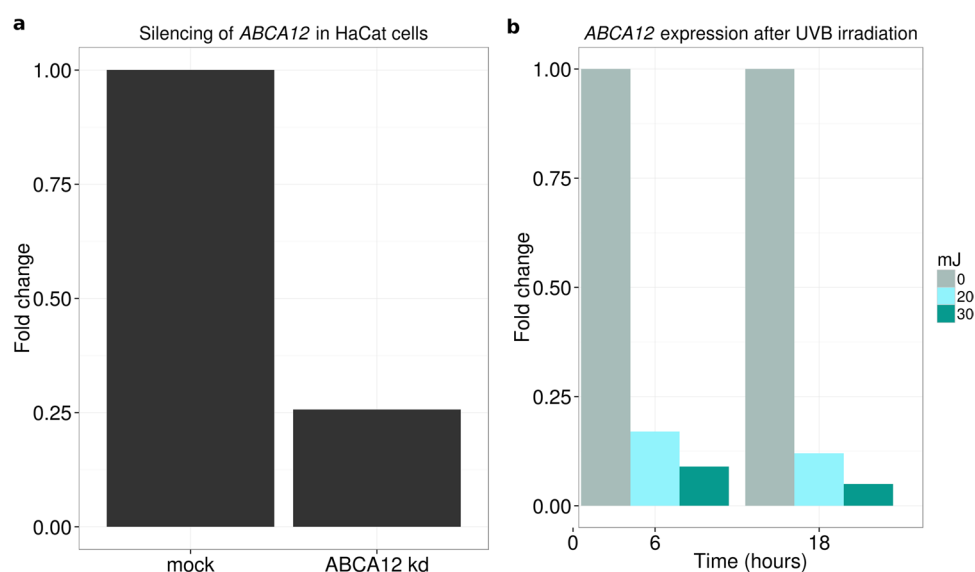 a
Silencing of ABCA12 in HaCat cells
Fold change
1.00
0.75
0.50
0.25
0.00
mock
ABCA12 kd
b
ABCA12 expression after UVB irradiation
Fold change
1.00
0.75
0.50
0.25
0.00
0
6
18
Time (hours)
mJ
0
20
30